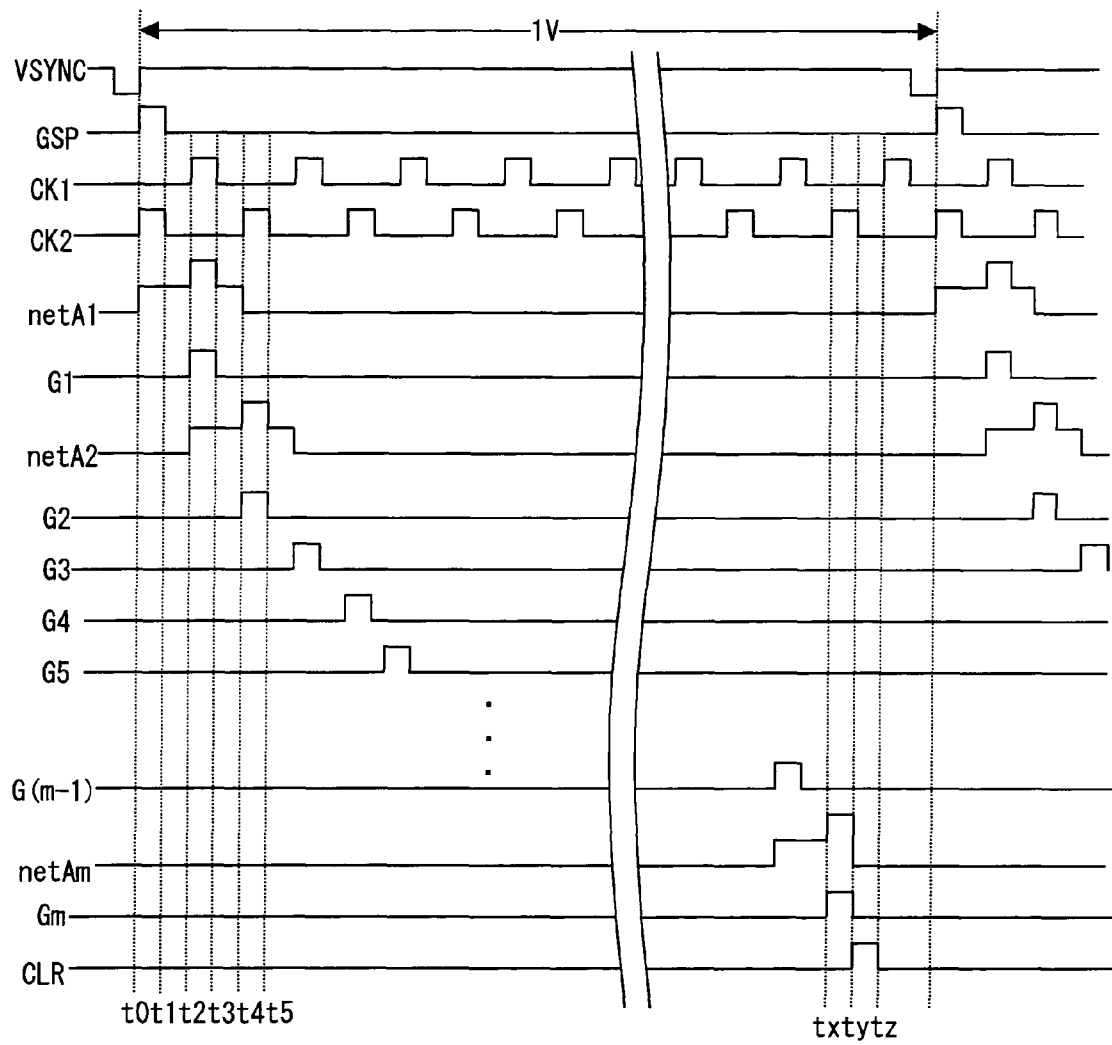 1V
VSYNC
GSP
CK1
CK2
netA1
G1
netA2
G2
G3
G4
G5
G(m-1)
netAm
Gm
CLR
t0t1t2t3t4t5
txtytz